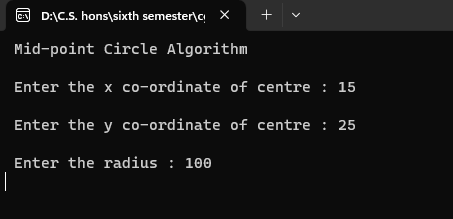 D:\C.S. hons\sixth semester\cg
Mid-point Circle Algorithm
Enter the x co-ordinate of centre : 15
Enter the y co-ordinate of centre : 25
Enter the radius : 100